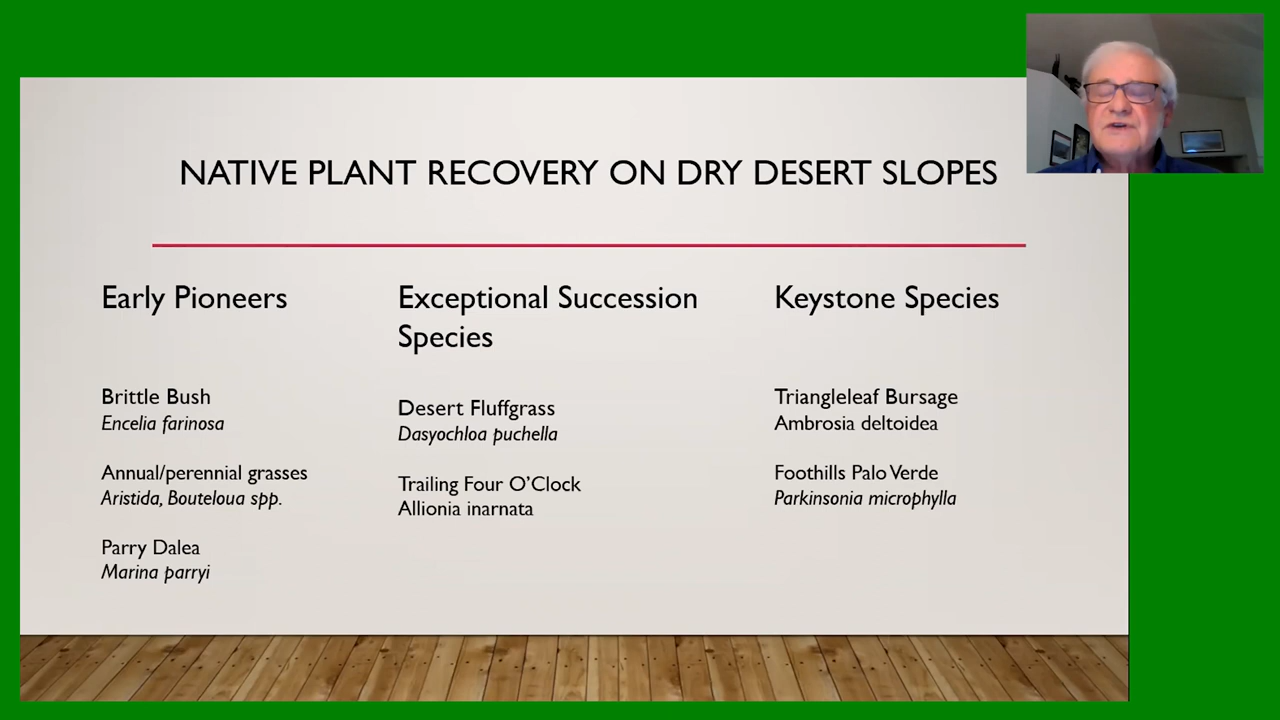 NATIVE PLANT RECOVERY ON DRY DESERT SLOPES
Early Pioneers
Brittle Bush
Encelia farinosa
Annual/perennial grasses
Aristida, Bouteloua spp.
Parry Dalea
Marina parryi
Exceptional Succession
Species
Desert Fluffgrass
Dasyochloa puchella
Trailing Four O’Clock
Allionia inarnata
Keystone Species
Triangleleaf Bursage
Ambrosia deltoidea
Foothills Palo Verde
Parkinsonia microphylla